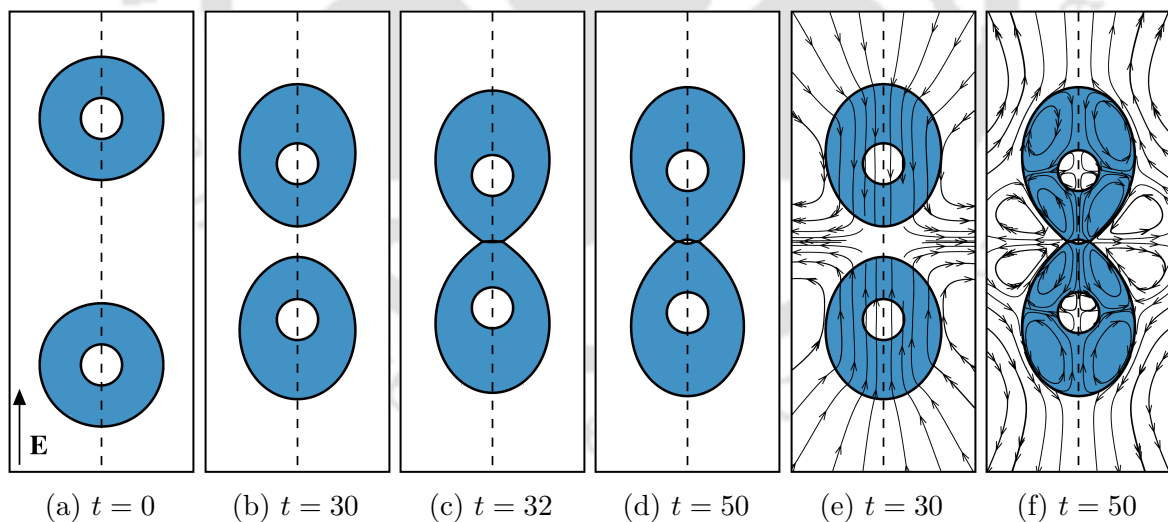 E
(a) t = 0
(b) t = 30
(c) t = 32
(d) t = 50
(e) t = 30
(f) t = 50